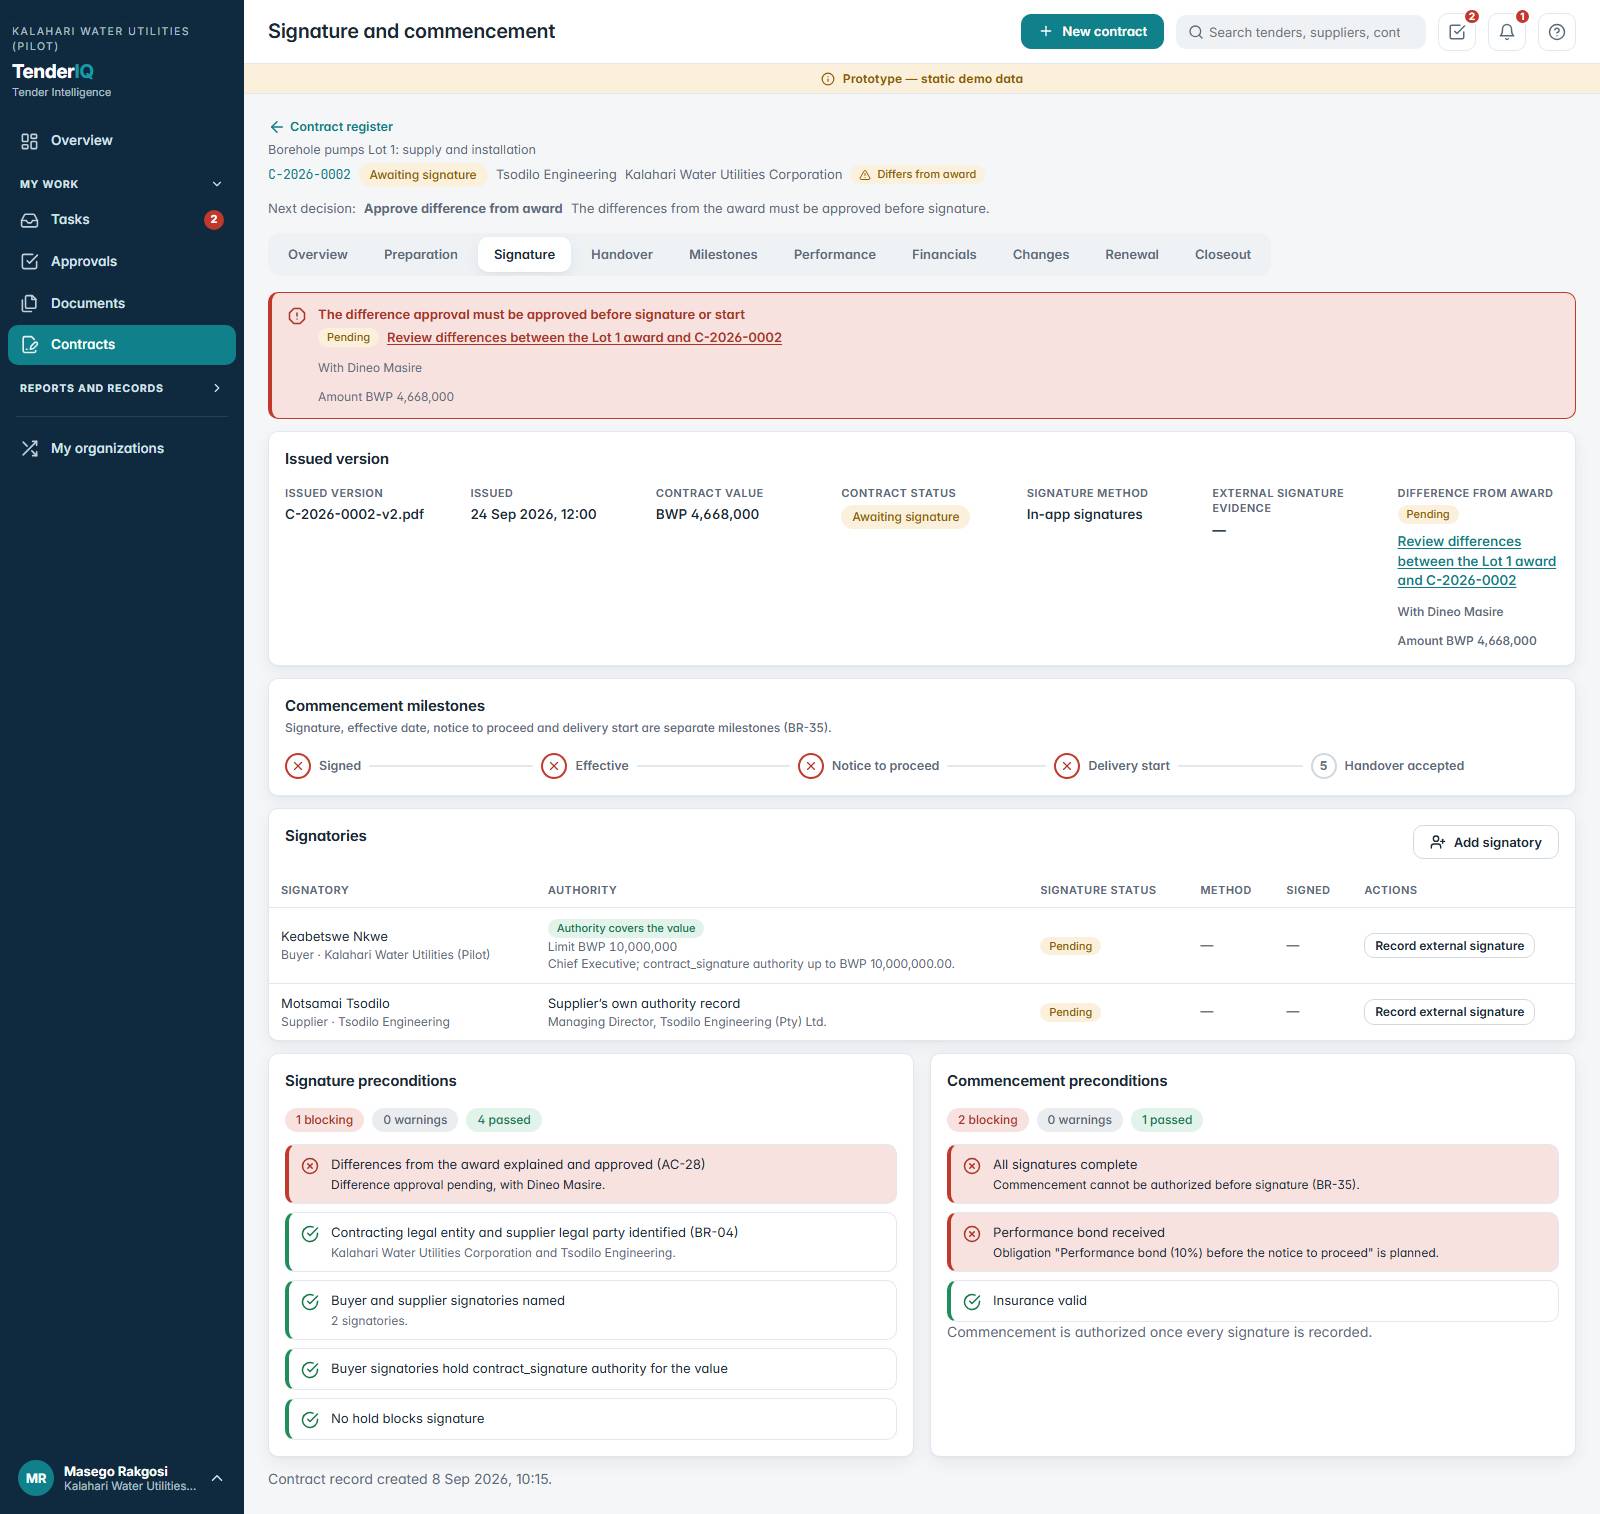 KALAHARI WATER UTILITIES
(PILOT)
TenderIQ
Tender Intelligence
Overview
MY WORK
Tasks
2
Approvals
Documents
Contracts
REPORTS AND RECORDS
My organizations
MR
Masego Rakgosi
Kalahari Water Utilities...
Signature and commencement
New contract
Search tenders, suppliers, cont
2
1
Prototype — static demo data
Contract register
Borehole pumps Lot 1: supply and installation
C-2026-0002
Awaiting signature
Tsodilo Engineering
Kalahari Water Utilities Corporation
Differs from award
Next decision: Approve difference from award The differences from the award must be approved before signature.
Overview
Preparation
Signature
Handover
Milestones
Performance
Financials
Changes
Renewal
Closeout
The difference approval must be approved before signature or start
Pending
Review differences between the Lot 1 award and C-2026-0002
With Dineo Masire
Amount BWP 4,668,000
Issued version
ISSUED VERSION
C-2026-0002-v2.pdf
ISSUED
24 Sep 2026, 12:00
CONTRACT VALUE
BWP 4,668,000
CONTRACT STATUS
Awaiting signature
SIGNATURE METHOD
In-app signatures
EXTERNAL SIGNATURE
EVIDENCE
—
DIFFERENCE FROM AWARD
Pending
Review differences
between the Lot 1 award
and C-2026-0002
With Dineo Masire
Amount BWP 4,668,000
Commencement milestones
Signature, effective date, notice to proceed and delivery start are separate milestones (BR-35).
Signed
Effective
Notice to proceed
Delivery start
5
Handover accepted
Signatories
Add signatory
SIGNATORY
AUTHORITY
SIGNATURE STATUS
METHOD
SIGNED
ACTIONS
Keabetswe Nkwe
Buyer · Kalahari Water Utilities (Pilot)
Authority covers the value
Limit BWP 10,000,000
Chief Executive; contract_signature authority up to BWP 10,000,000.00.
Pending
—
—
Record external signature
Motsamai Tsodilo
Supplier · Tsodilo Engineering
Supplier's own authority record
Managing Director, Tsodilo Engineering (Pty) Ltd.
Pending
—
—
Record external signature
Signature preconditions
1 blocking
0 warnings
4 passed
Differences from the award explained and approved (AC-28)
Difference approval pending, with Dineo Masire.
Contracting legal entity and supplier legal party identified (BR-04)
Kalahari Water Utilities Corporation and Tsodilo Engineering.
Buyer and supplier signatories named
2 signatories.
Buyer signatories hold contract_signature authority for the value
No hold blocks signature
Commencement preconditions
2 blocking
0 warnings
1 passed
All signatures complete
Commencement cannot be authorized before signature (BR-35).
Performance bond received
Obligation "Performance bond (10%) before the notice to proceed" is planned.
Insurance valid
Commencement is authorized once every signature is recorded.
Contract record created 8 Sep 2026, 10:15.